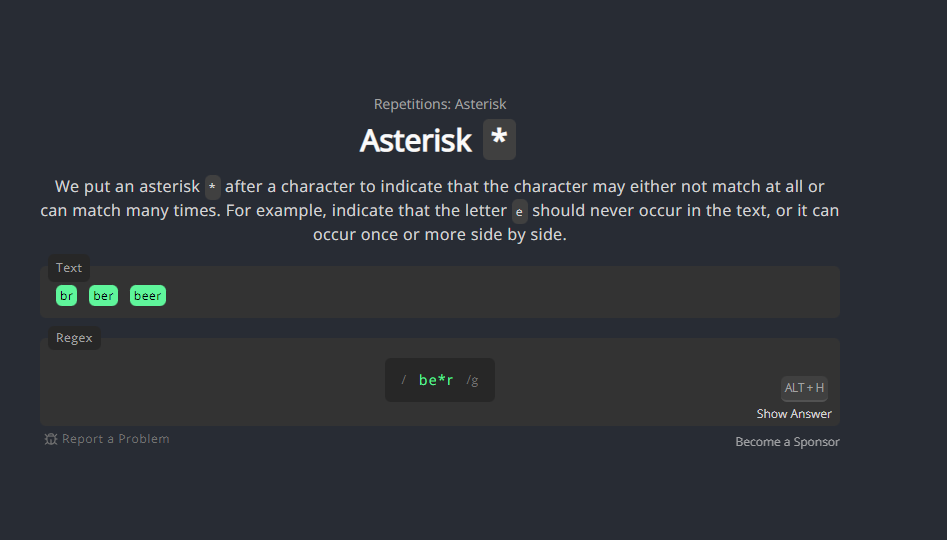 Repetitions: Asterisk
Asterisk *
We put an asterisk * after a character to indicate that the character may either not match at all or
can match many times. For example, indicate that the letter e should never occur in the text, or it can
occur once or more side by side.
Text
br ber beer
Regex
/ be*r /g
ALT + H
Show Answer
Report a Problem
Become a Sponsor